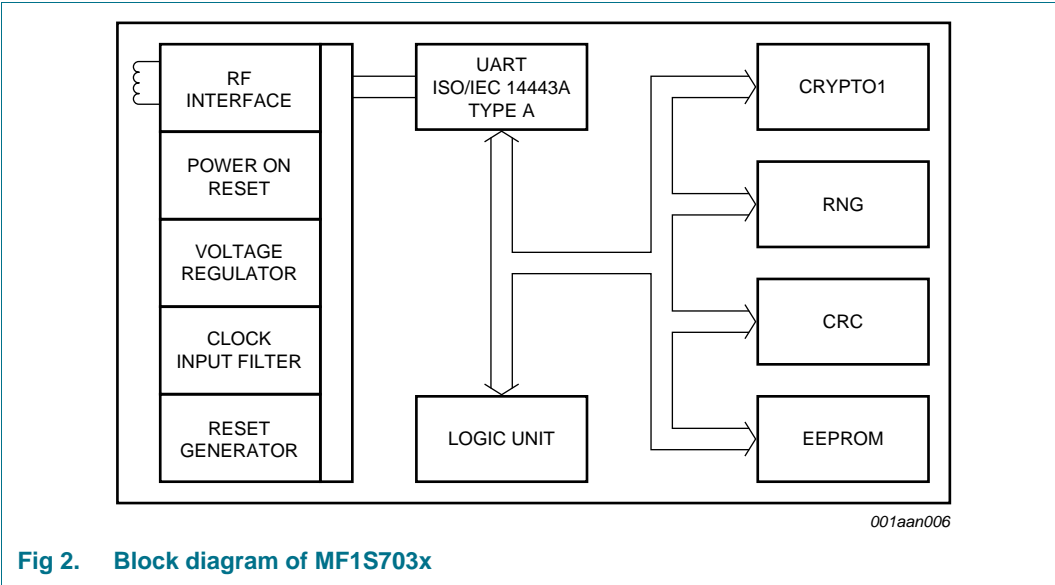 RF
INTERFACE
POWER ON
RESET
VOLTAGE
REGULATOR
CLOCK
INPUT FILTER
RESET
GENERATOR
UART
ISO/IEC 14443A
TYPE A
LOGIC UNIT
CRYPTO1
RNG
CRC
EEPROM
001aan006
Fig 2. Block diagram of MF1S703x